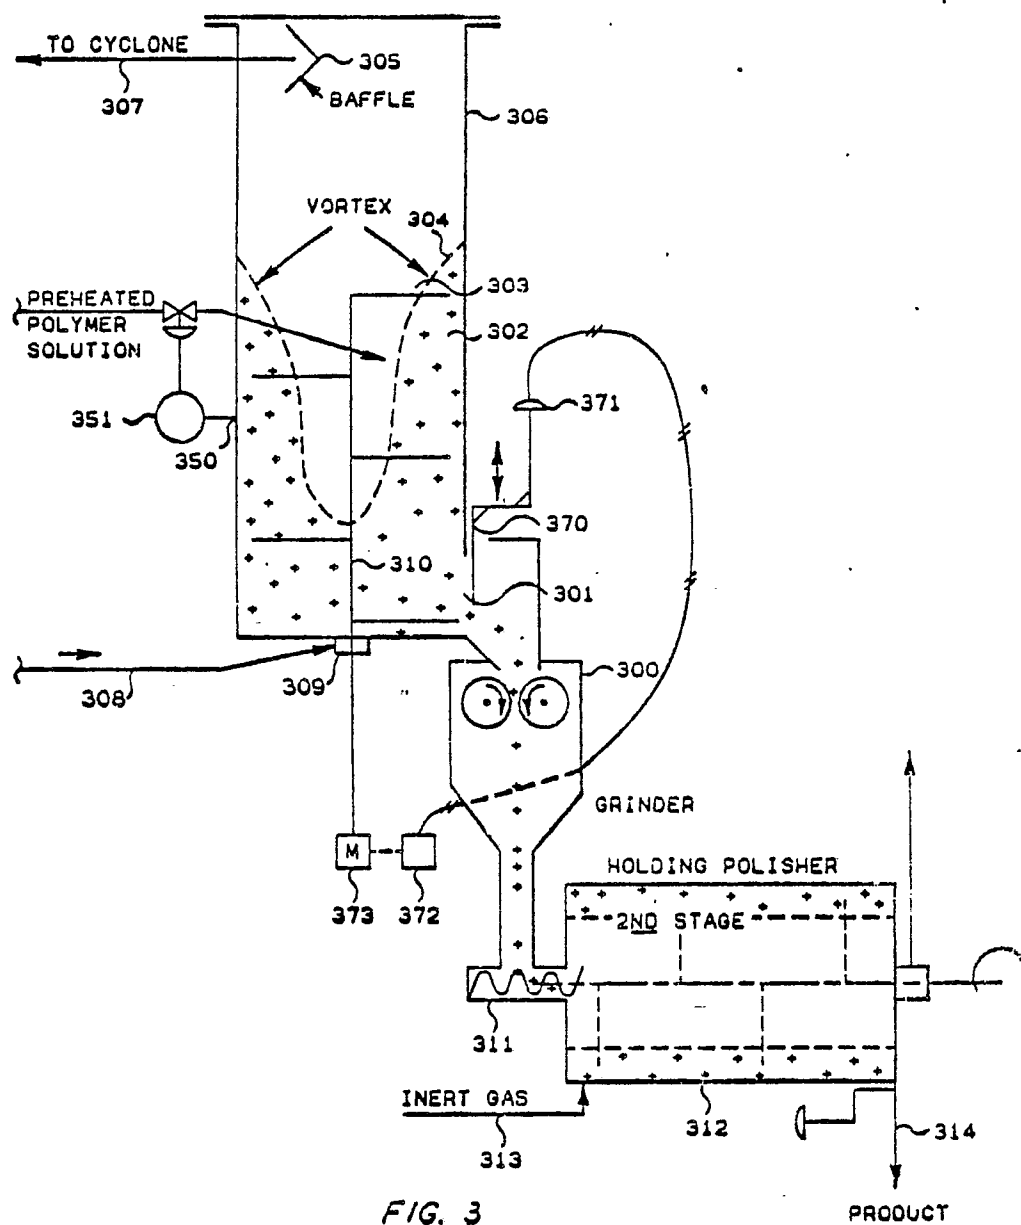 TO CYCLONE
305
307
BAFFLE
306
VORTEX
304
303
PREHEATED
POLYMER
SOLUTION
302
351
371
350
370
310
301
308
309
300
GRINDER
M
373
372
HOLDING POLISHER
2ND STAGE
311
INERT GAS
312
313
314
FIG. 3
PRODUCT